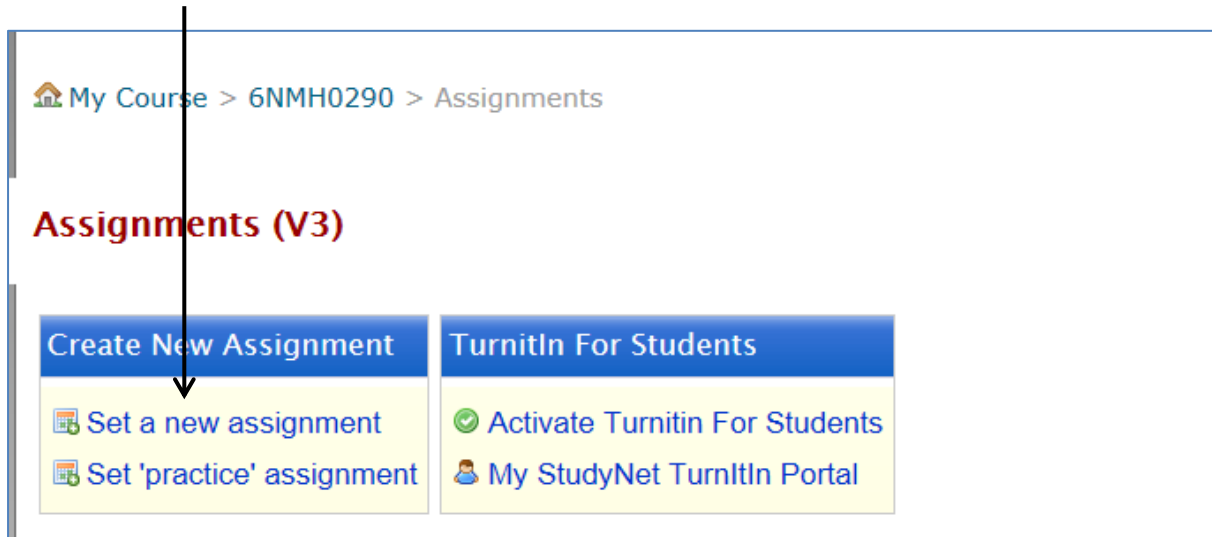 My Course > 6NMH0290 > Assignments
Assignments (V3)
Create New Assignment
TurnitIn For Students
Set a new assignment
Activate Turnitin For Students
Set 'practice' assignment
My StudyNet TurnItIn Portal